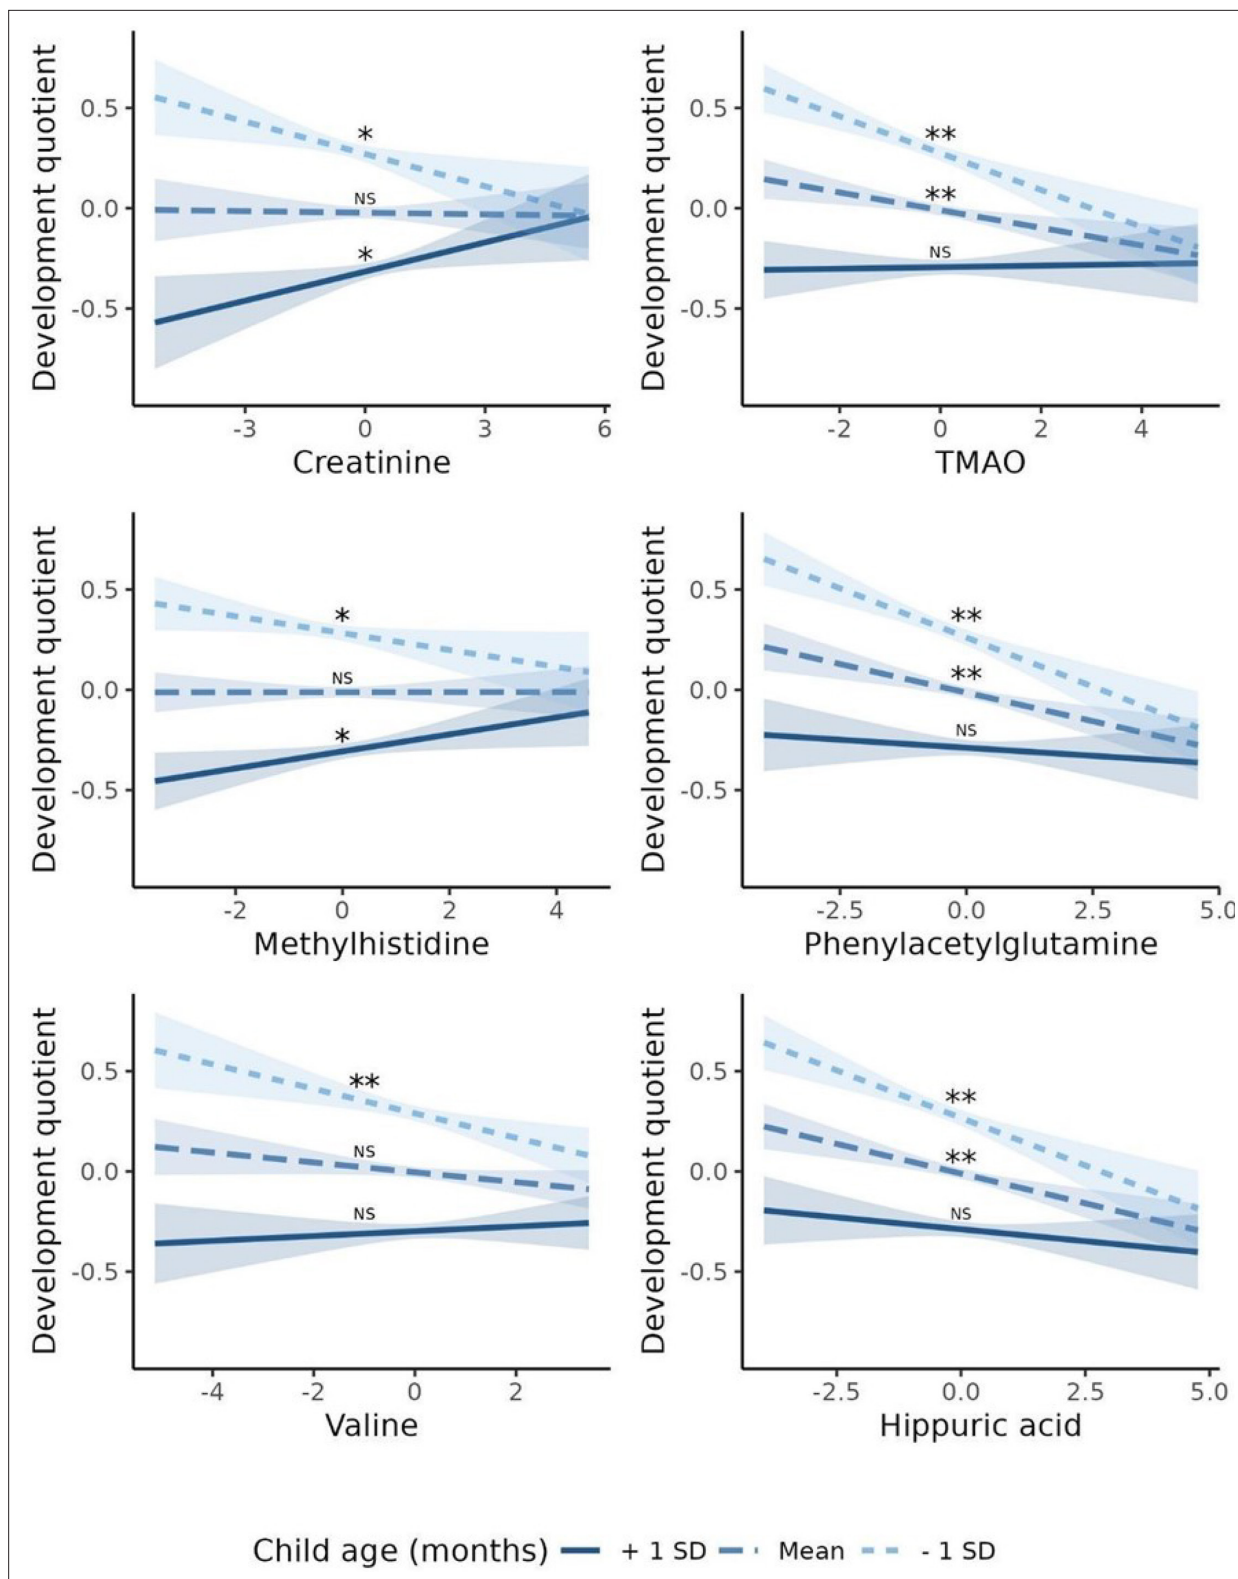 Development quotient
0.5
0.0
-0.5
*
NS
*
-3 0 3 6
Creatinine
Development quotient
0.5
0.0
-0.5
**
**
NS
-2 0 2 4
TMAO
Development quotient
0.5
0.0
-0.5
*
NS
*
-2 0 2 4
Methylhistidine
Development quotient
0.5
0.0
-0.5
**
**
NS
-2.5 0.0 2.5 5.0
Phenylacetylglutamine
Development quotient
0.5
0.0
-0.5
**
NS
NS
-4 -2 0 2
Valine
Development quotient
0.5
0.0
-0.5
**
**
NS
-2.5 0.0 2.5 5.0
Hippuric acid
Child age (months) + 1 SD Mean - 1 SD